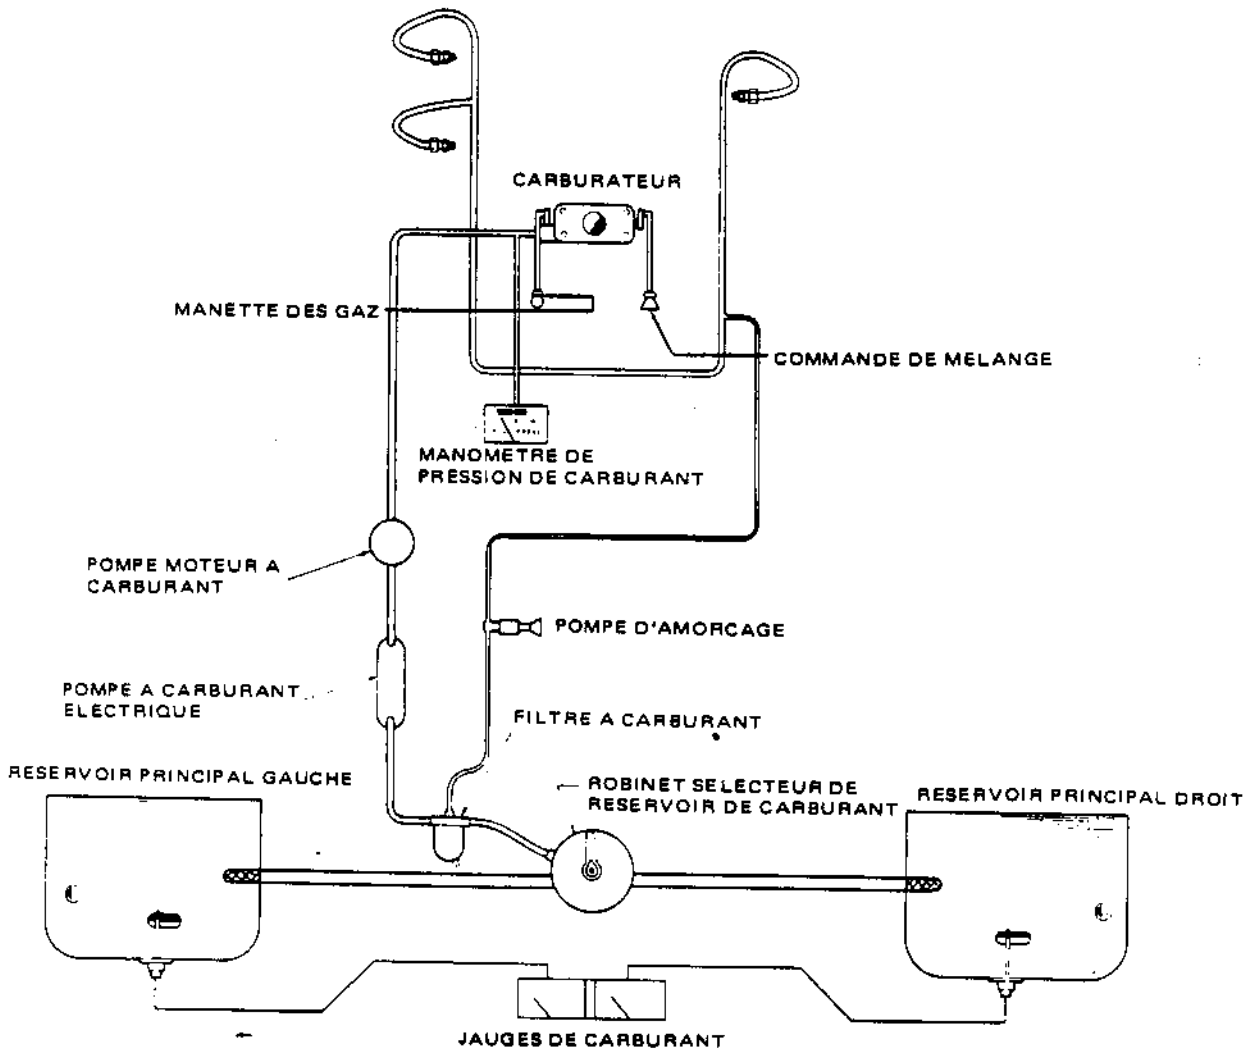 CARBURATEUR
MANETTE DES GAZ
COMMANDE DE MELANGE
MANOMETRE DE
PRESSION DE CARBURANT
POMPE MOTEUR A
CARBURANT
POMPE D'AMORCAGE
POMPE A CARBURANT
ELECTRIQUE
FILTRE A CARBURANT
RESERVOIR PRINCIPAL GAUCHE
ROBINET SELECTEUR DE
RESERVOIR DE CARBURANT
RESERVOIR PRINCIPAL DROIT
JAUGES DE CARBURANT